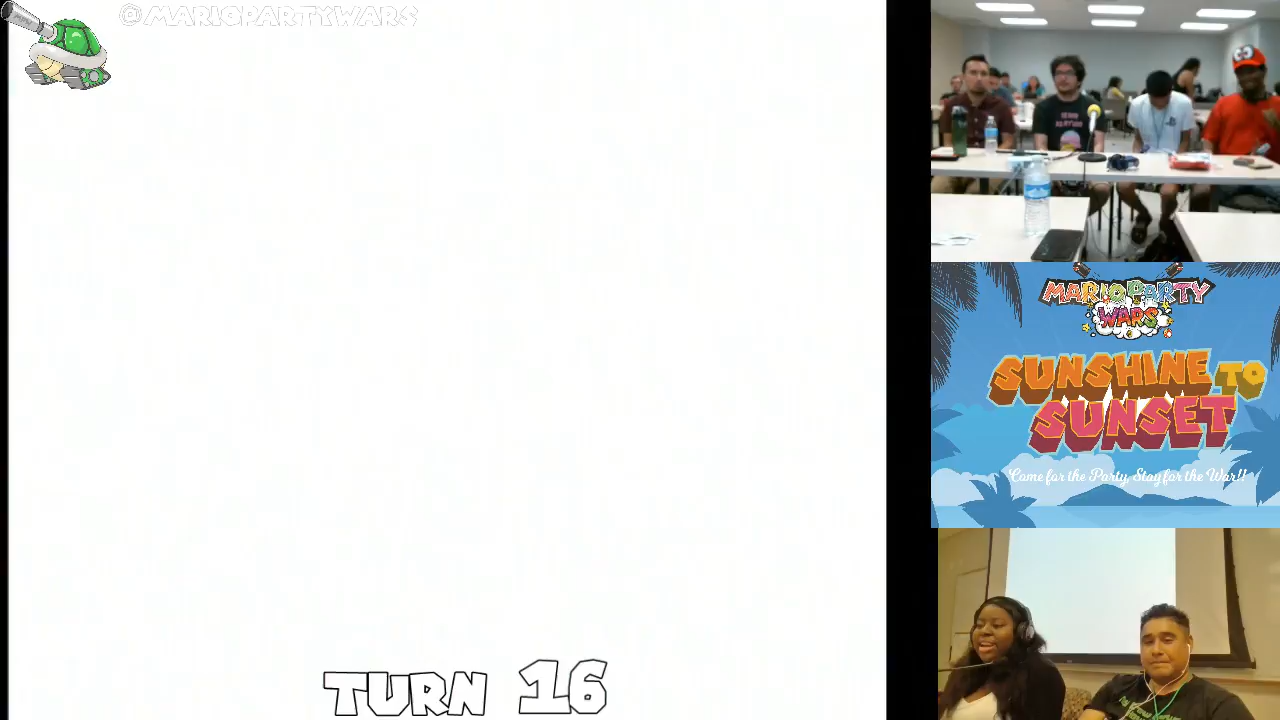 @MARIOPARTYWARS
MARIO PARTY
WARS
SUNSHINE TO
SUNSET
Come for the Party, Stay for the War!!
TURN 16